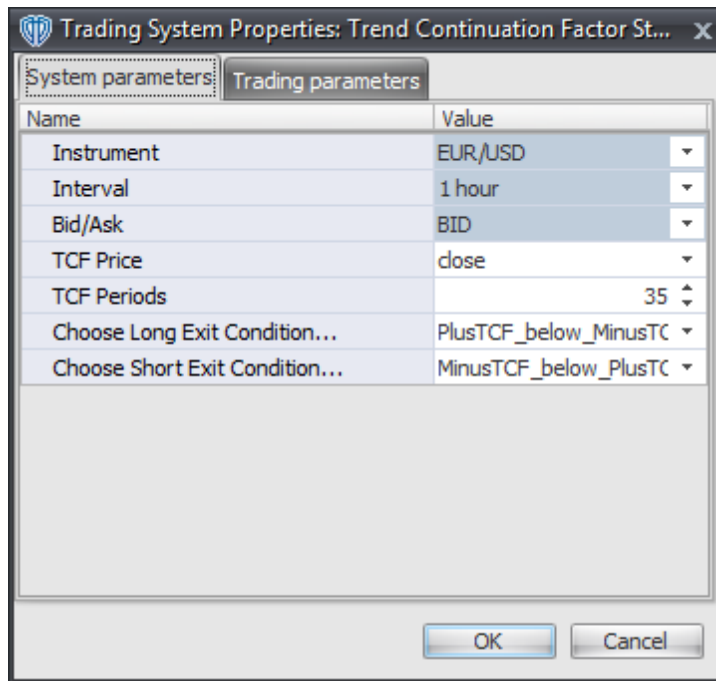 Trading System Properties: Trend Continuation Factor St... x
System parameters Trading parameters
Name Value
Instrument EUR/USD
Interval 1 hour
Bid/Ask BID
TCF Price close
TCF Periods 35
Choose Long Exit Condition... PlusTCF_below_MinusTC
Choose Short Exit Condition... MinusTCF_below_PlusTC
OK Cancel